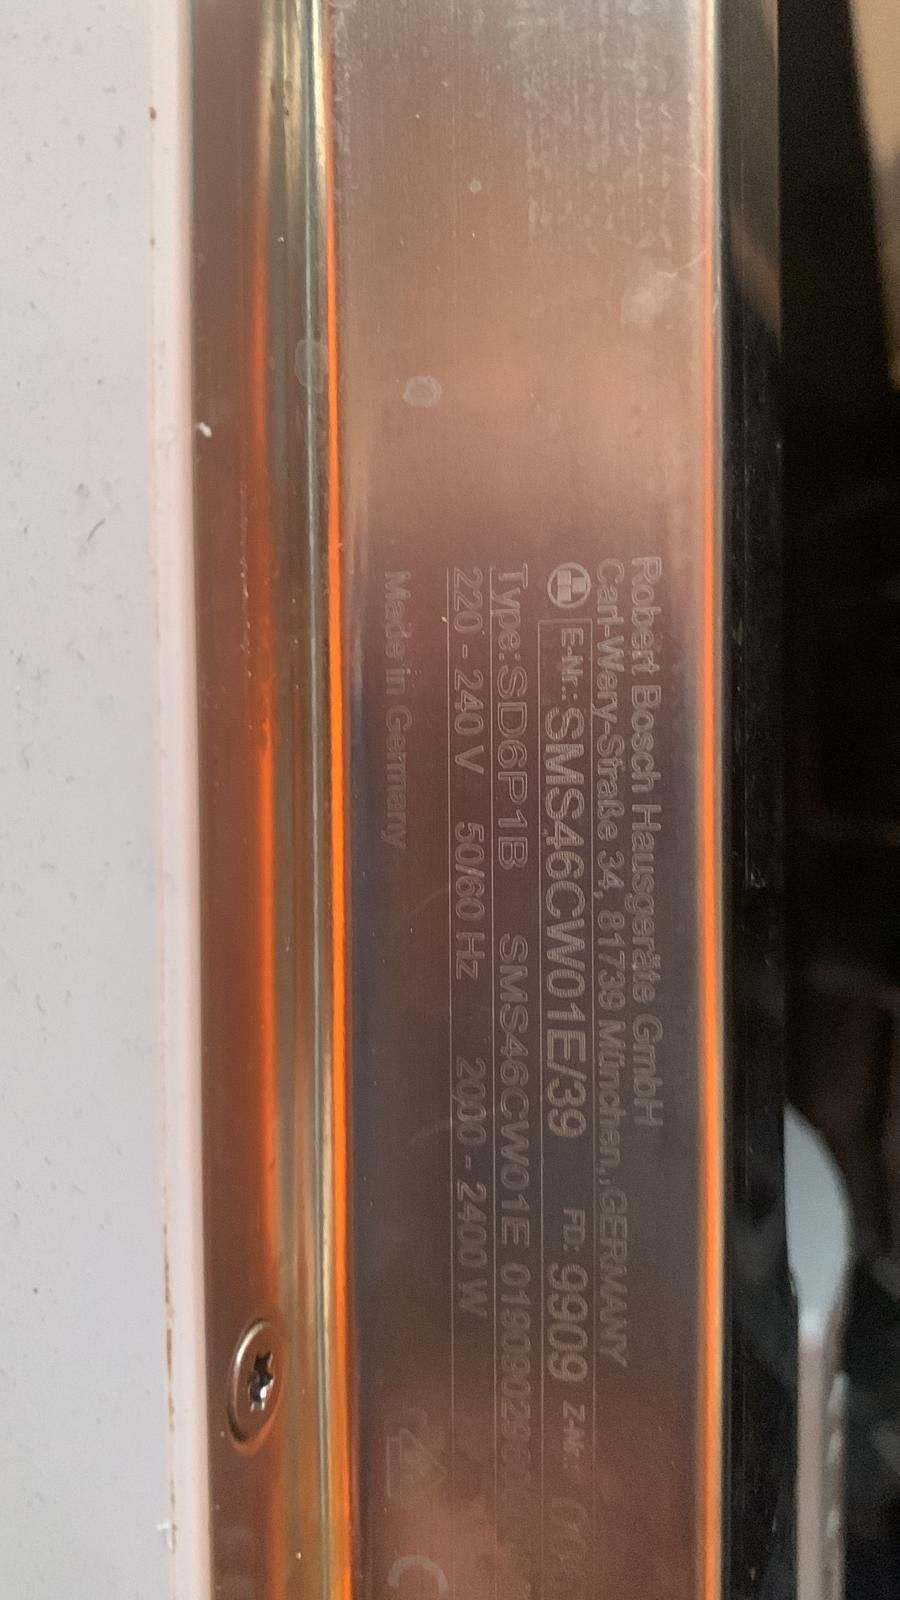 Robert Bosch Hausgeräte GmbH
Carl-Wery-Straße 34, 81739 München, GERMANY
E-Nr.: SMS46CW01E/39 FD: 9909 Z-Nr.:
Type: SD6P1B SMS46CW01E
220 - 240 V 50/60 Hz 2000 - 2400 W
Made in Germany